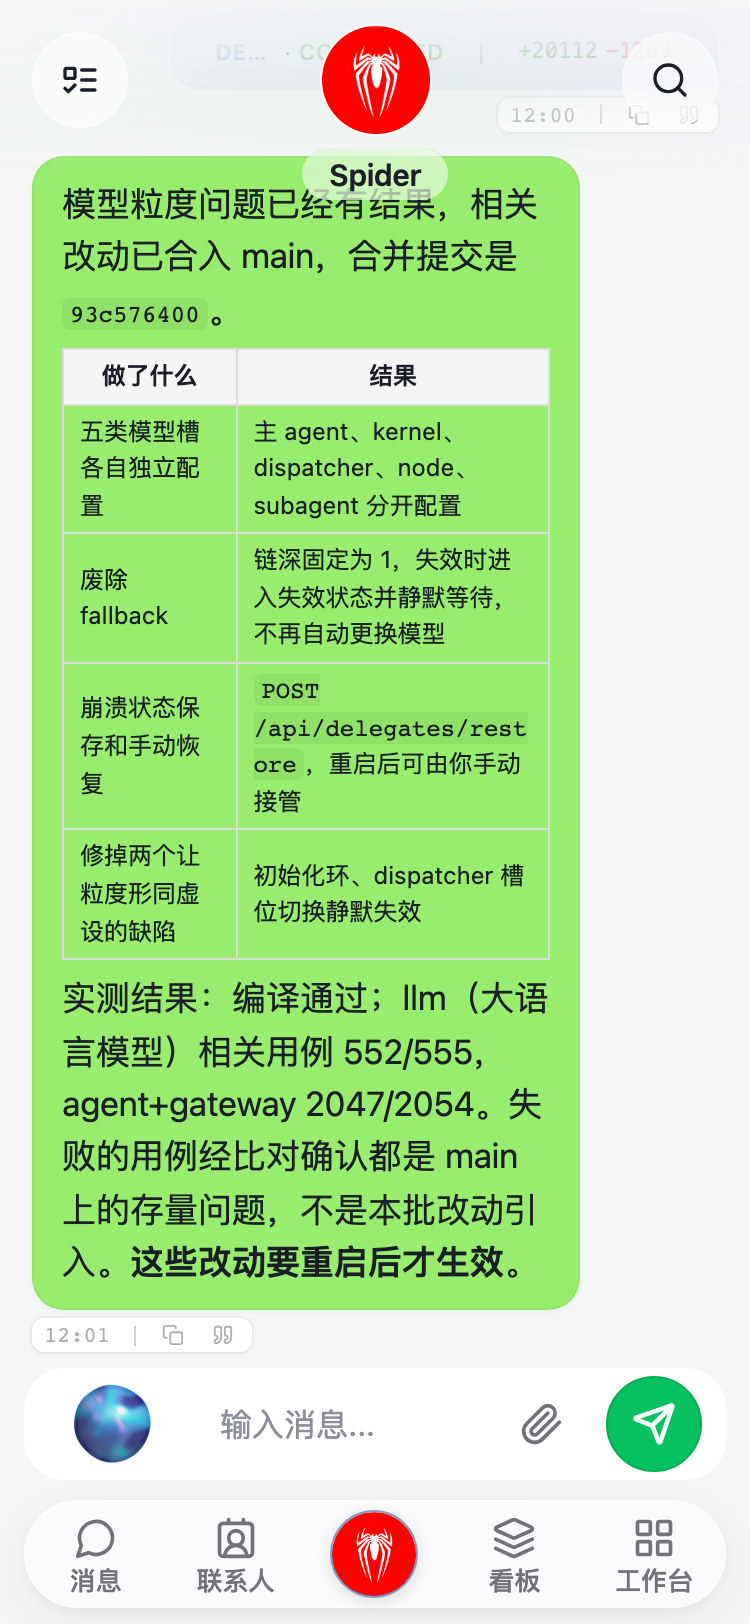 DE... · CO ED | +20112 -1209
12:00
Spider
模型粒度问题已经有结果，相关
改动已合入 main，合并提交是
93c576400。
做了什么 结果
五类模型槽
各自独立配
置
主 agent、kernel、
dispatcher、node、
subagent 分开配置
废除
fallback
链深固定为 1，失效时进
入失效状态并静默等待，
不再自动更换模型
崩溃状态保
存和手动恢
复
POST
/api/delegates/rest
ore，重启后可由你手动
接管
修掉两个让
粒度形同虚
设的缺陷
初始化环、dispatcher 槽
位切换静默失效
实测结果：编译通过；llm（大语
言模型）相关用例 552/555，
agent+gateway 2047/2054。失
败的用例经比对确认都是 main
上的存量问题，不是本批改动引
入。这些改动要重启后才生效。
12:01
输入消息...
消息 联系人 看板 工作台